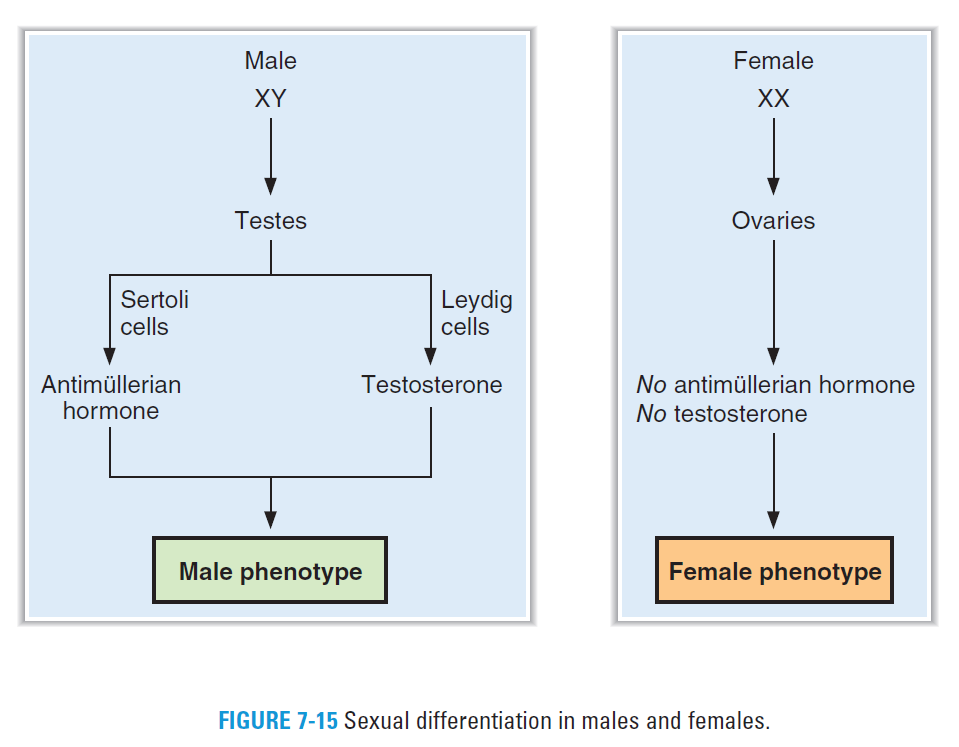 Male
XY
Testes
Sertoli
cells
Leydig
cells
Antimüllerian
hormone
Testosterone
Male phenotype
Female
XX
Ovaries
No antimüllerian hormone
No testosterone
Female phenotype
FIGURE 7-15 Sexual differentiation in males and females.